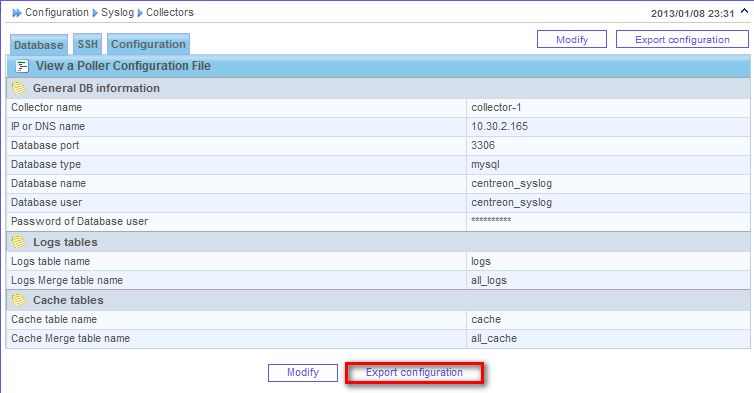 Configuration Syslog Collectors 2013/01/08 23:31
Database SSH Configuration Modify Export configuration
View a Poller Configuration File
General DB information
Collector name collector-1
IP or DNS name 10.30.2.165
Database port 3306
Database type mysql
Database name centreon_syslog
Database user centreon_syslog
Password of Database user **********
Logs tables
Logs table name logs
Logs Merge table name all_logs
Cache tables
Cache table name cache
Cache Merge table name all_cache
Modify Export configuration